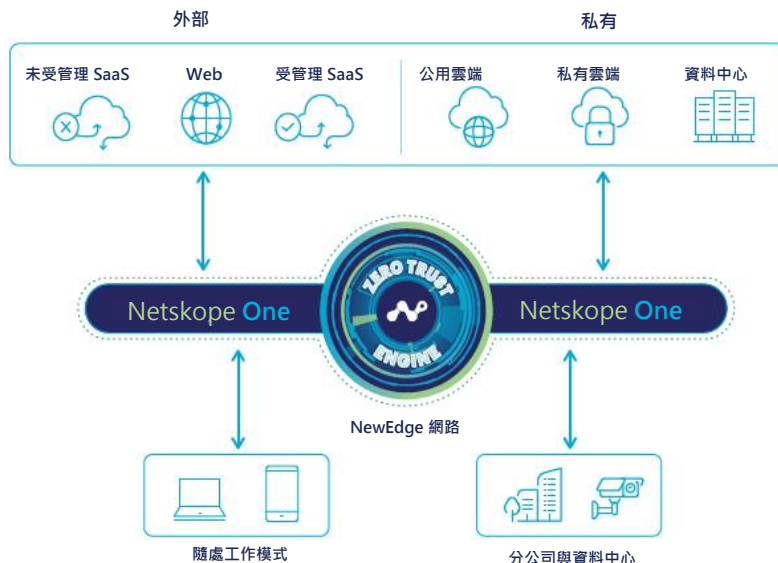 外部
私有
未受管理 SaaS
Web
受管理 SaaS
公用雲端
私有雲端
資料中心
ZERO TRUST
ENGINE
Netskope One
Netskope One
NewEdge 網路
隨處工作模式
分公司與資料中心